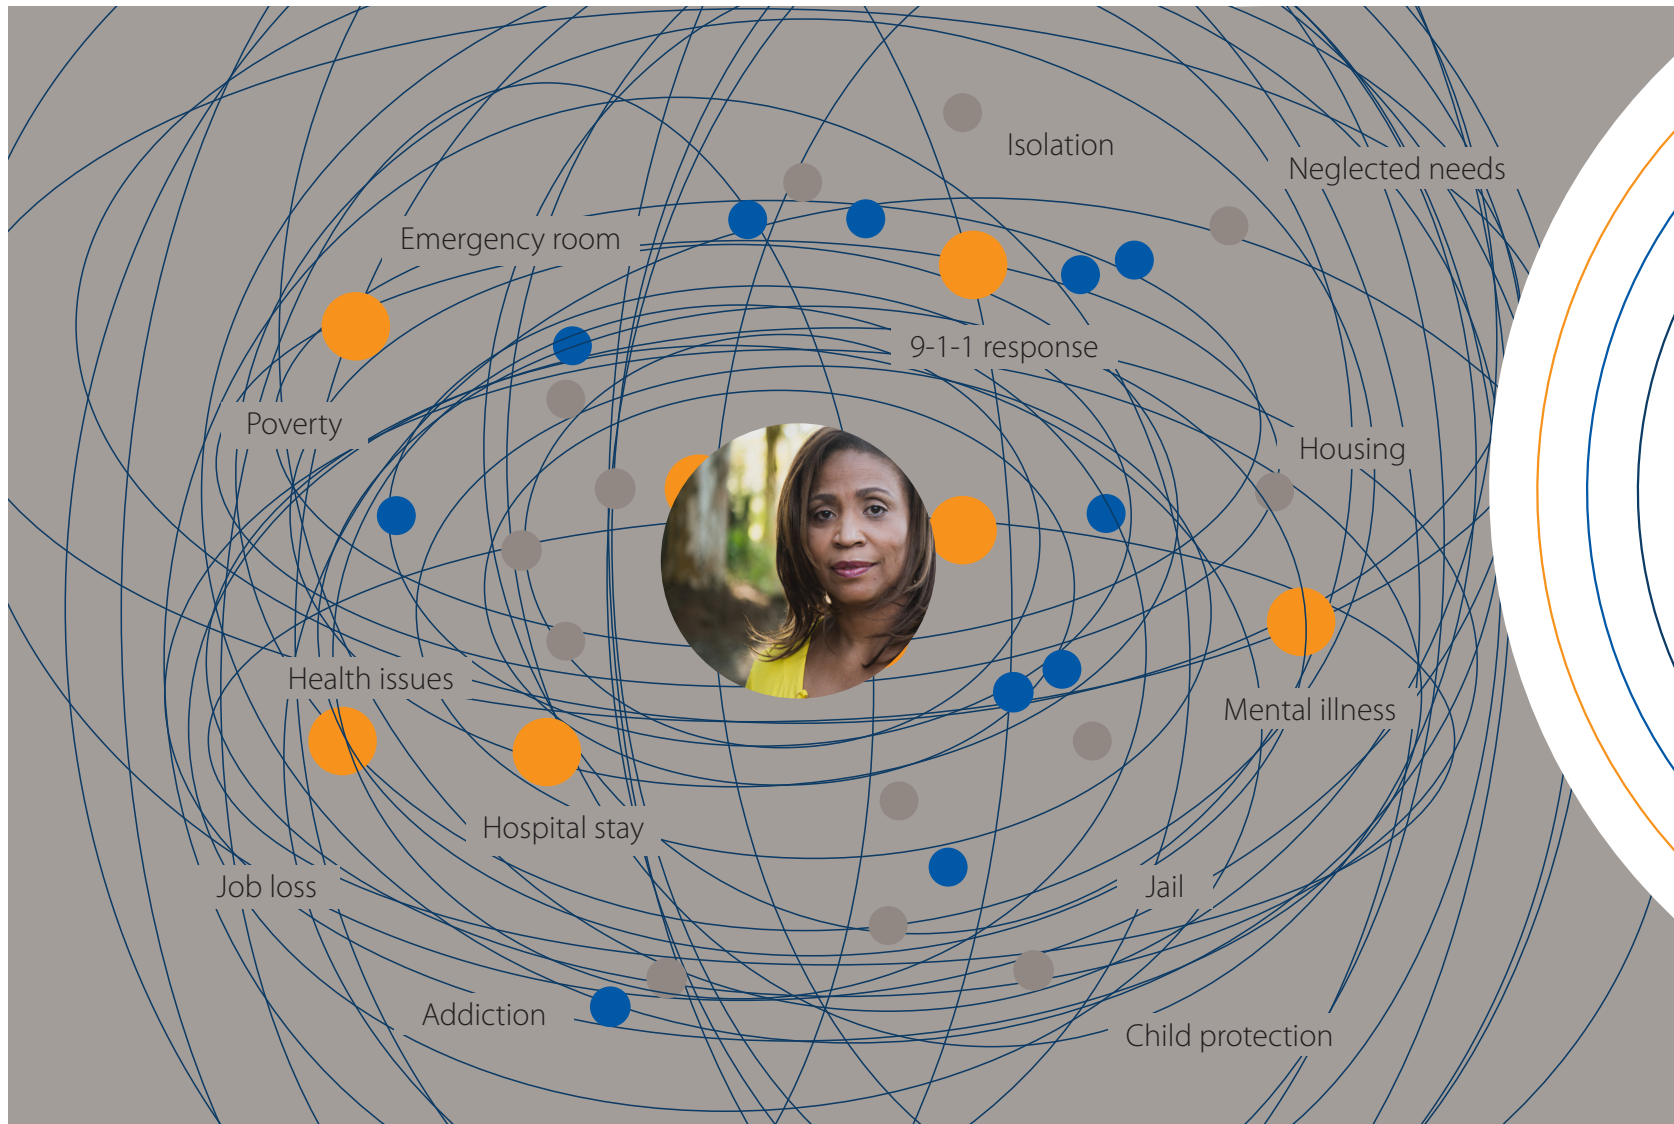 Isolation
Neglected needs
Emergency room
9-1-1 response
Poverty
Housing
Health issues
Mental illness
Hospital stay
Job loss
Jail
Addiction
Child protection